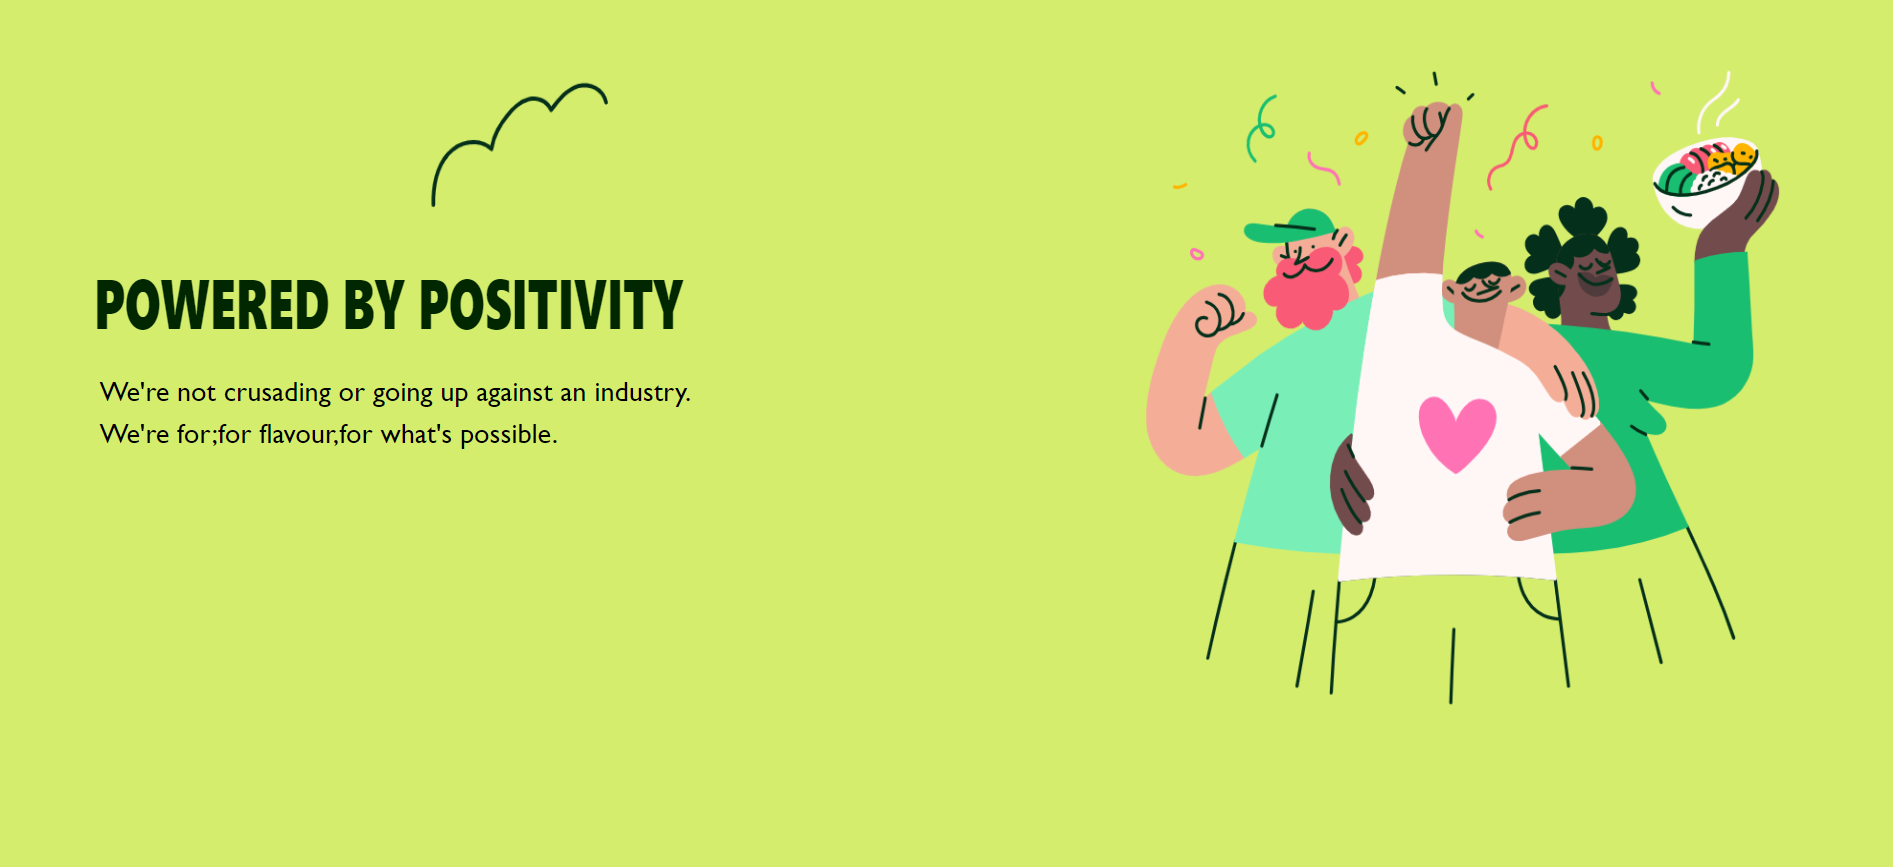 POWERED BY POSITIVITY
We're not crusading or going up against an industry.
We're for;for flavour,for what's possible.